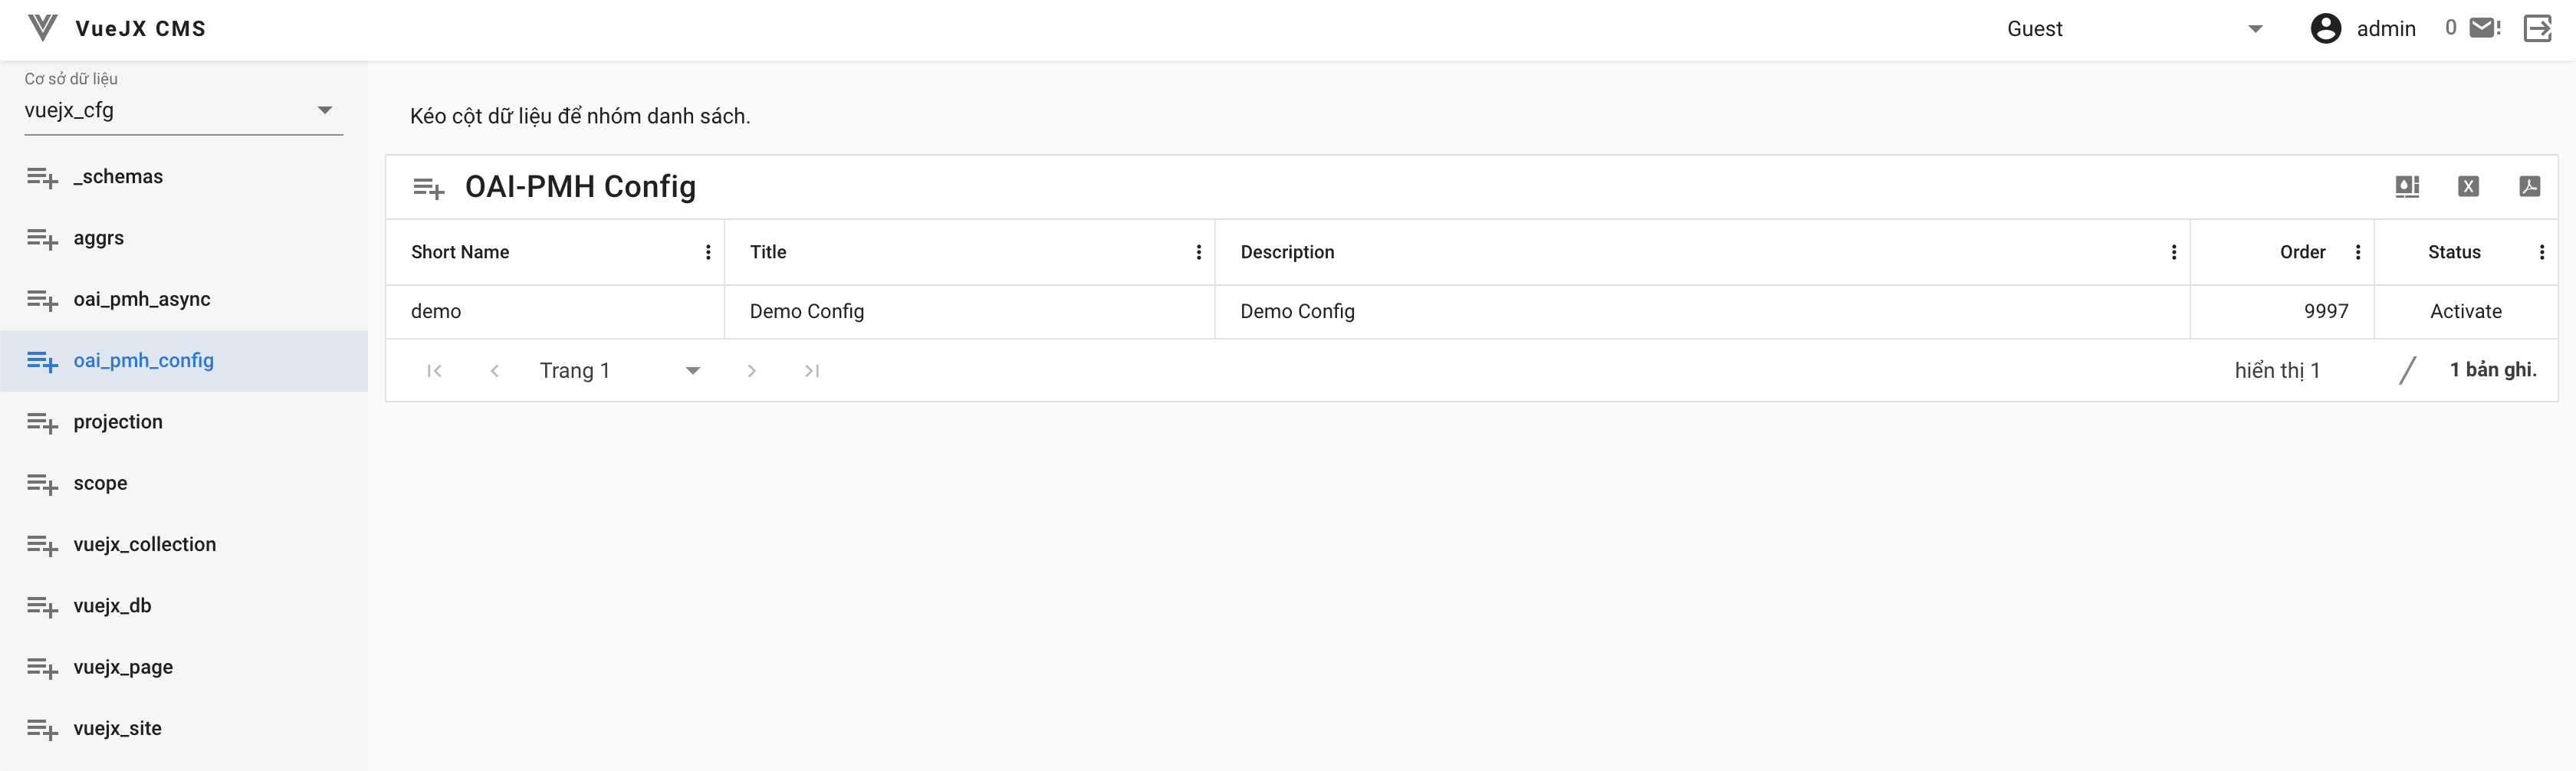 VueJX CMS
Guest
admin
0
Cơ sở dữ liệu
vuejx_cfg
_schemas
aggrs
oai_pmh_async
oai_pmh_config
projection
scope
vuejx_collection
vuejx_db
vuejx_page
vuejx_site
Kéo cột dữ liệu để nhóm danh sách.
OAI-PMH Config
Short Name Title Description Order Status
demo Demo Config Demo Config 9997 Activate
Trang 1 hiển thị 1 / 1 bản ghi.